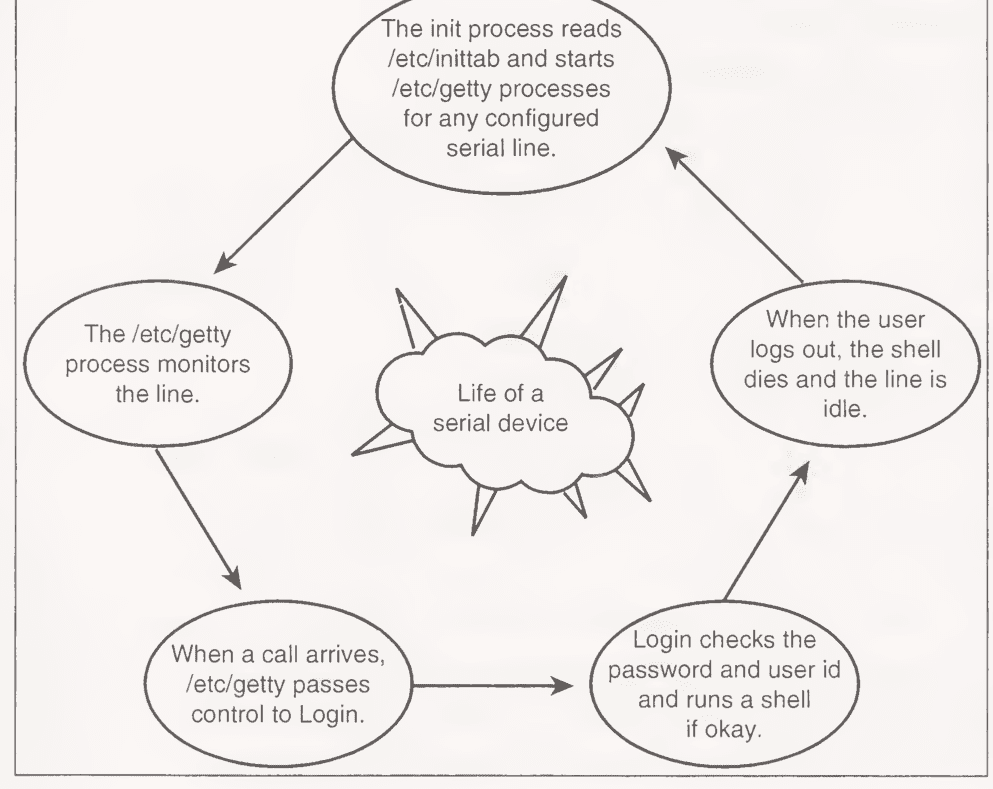 The init process reads
/etc/inittab and starts
/etc/getty processes
for any configured
serial line.
The /etc/getty
process monitors
the line.
When the user
logs out, the shell
dies and the line is
idle.
Life of a
serial device
When a call arrives,
/etc/getty passes
control to Login.
Login checks the
password and user id
and runs a shell
if okay.